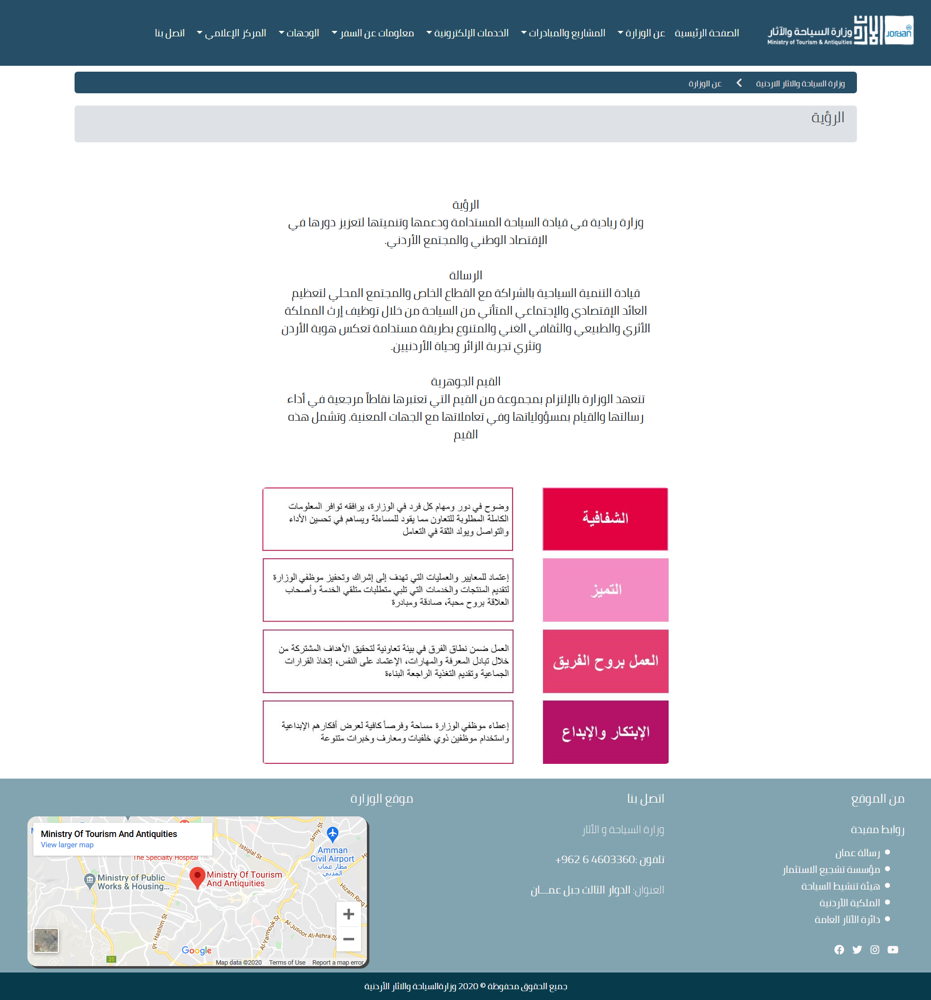 Jordan
الأردن
وزارة السياحة والآثار
Ministry of Tourism & Antiquities
الصفحة الرئيسية
عن الوزارة
المشاريع والمبادرات
الخدمات الإلكترونية
معلومات عن السفر
الوجهات
المركز الإعلامي
اتصل بنا
وزارة السياحة والاثار الاردنية
عن الوزارة
الرؤية
الرؤية
وزارة ريادية في قيادة السياحة المستدامة ودعمها وتنميتها لتعزيز دورها في
الإقتصاد الوطني والمجتمع الأردني.
الرسالة
قيادة التنمية السياحية بالشراكة مع القطاع الخاص والمجتمع المحلي لتعظيم
العائد الإقتصادي والإجتماعي المتأتي من السياحة من خلال توظيف إرث المملكة
الأثري والطبيعي والثقافي الغني والمتنوع بطريقة مستدامة تعكس هوية الأردن
وتثري تجربة الزائر وحياة الأردنيين.
القيم الجوهرية
تتعهد الوزارة بالإلتزام بمجموعة من القيم التي تعتبرها نقاطاً مرجعية في أداء
رسالتها والقيام بمسؤولياتها وفي تعاملاتها مع الجهات المعنية. وتشمل هذه
القيم
الشفافية
وضوح في دور ومهام كل فرد في الوزارة، يرافقه توافر المعلومات
الكاملة المطلوبة للتعاون مما يقود للمساءلة ويساهم في تحسين الأداء
والتواصل ويولد الثقة في التعامل
التميز
إعتماد للمعايير والعمليات التي تهدف إلى إشراك وتحفيز موظفي الوزارة
لتقديم المنتجات والخدمات التي تلبي متطلبات متلقي الخدمة وأصحاب
العلاقة بروح محبة، صادقة ومبادرة
العمل بروح الفريق
العمل ضمن نطاق الفرق في بيئة تعاونية لتحقيق الأهداف المشتركة من
خلال تبادل المعرفة والمهارات، الإعتماد على النفس، إتخاذ القرارات
الجماعية وتقديم التغذية الراجعة البناءة
الإبتكار والإبداع
إعطاء موظفي الوزارة مساحة وفرصاً كافية لعرض أفكارهم الإبداعية
واستخدام موظفين ذوي خلفيات ومعارف وخبرات متنوعة
من الموقع
روابط مفيدة
رسالة عمان
مؤسسة تشجيع الاستثمار
هيئة تنشيط السياحة
الملكية الأردنية
دائرة الأثار العامة
اتصل بنا
وزارة السياحة و الأثار
تلفون :4603360 6 962+
العنوان: الدوار الثالث جبل عمـــان
موقع الوزارة
Ministry Of Tourism And Antiquities
View larger map
The Specialty Hospital
Ministry of Public
Works & Housing...
Ministry Of Tourism
And Antiquities
Amman
Civil Airport
مطار عمان
المدني
Army St
Istiqlal St
Hizam Ring
Pr. Hashim St
Al-Yarmouk St.
Al-Jusoor Al-Ashra St
35
Google
Map data ©2020
Terms of Use
Report a map error
جميع الحقوق محفوظة © 2020 وزارةالسياحة والاثار الأردنية